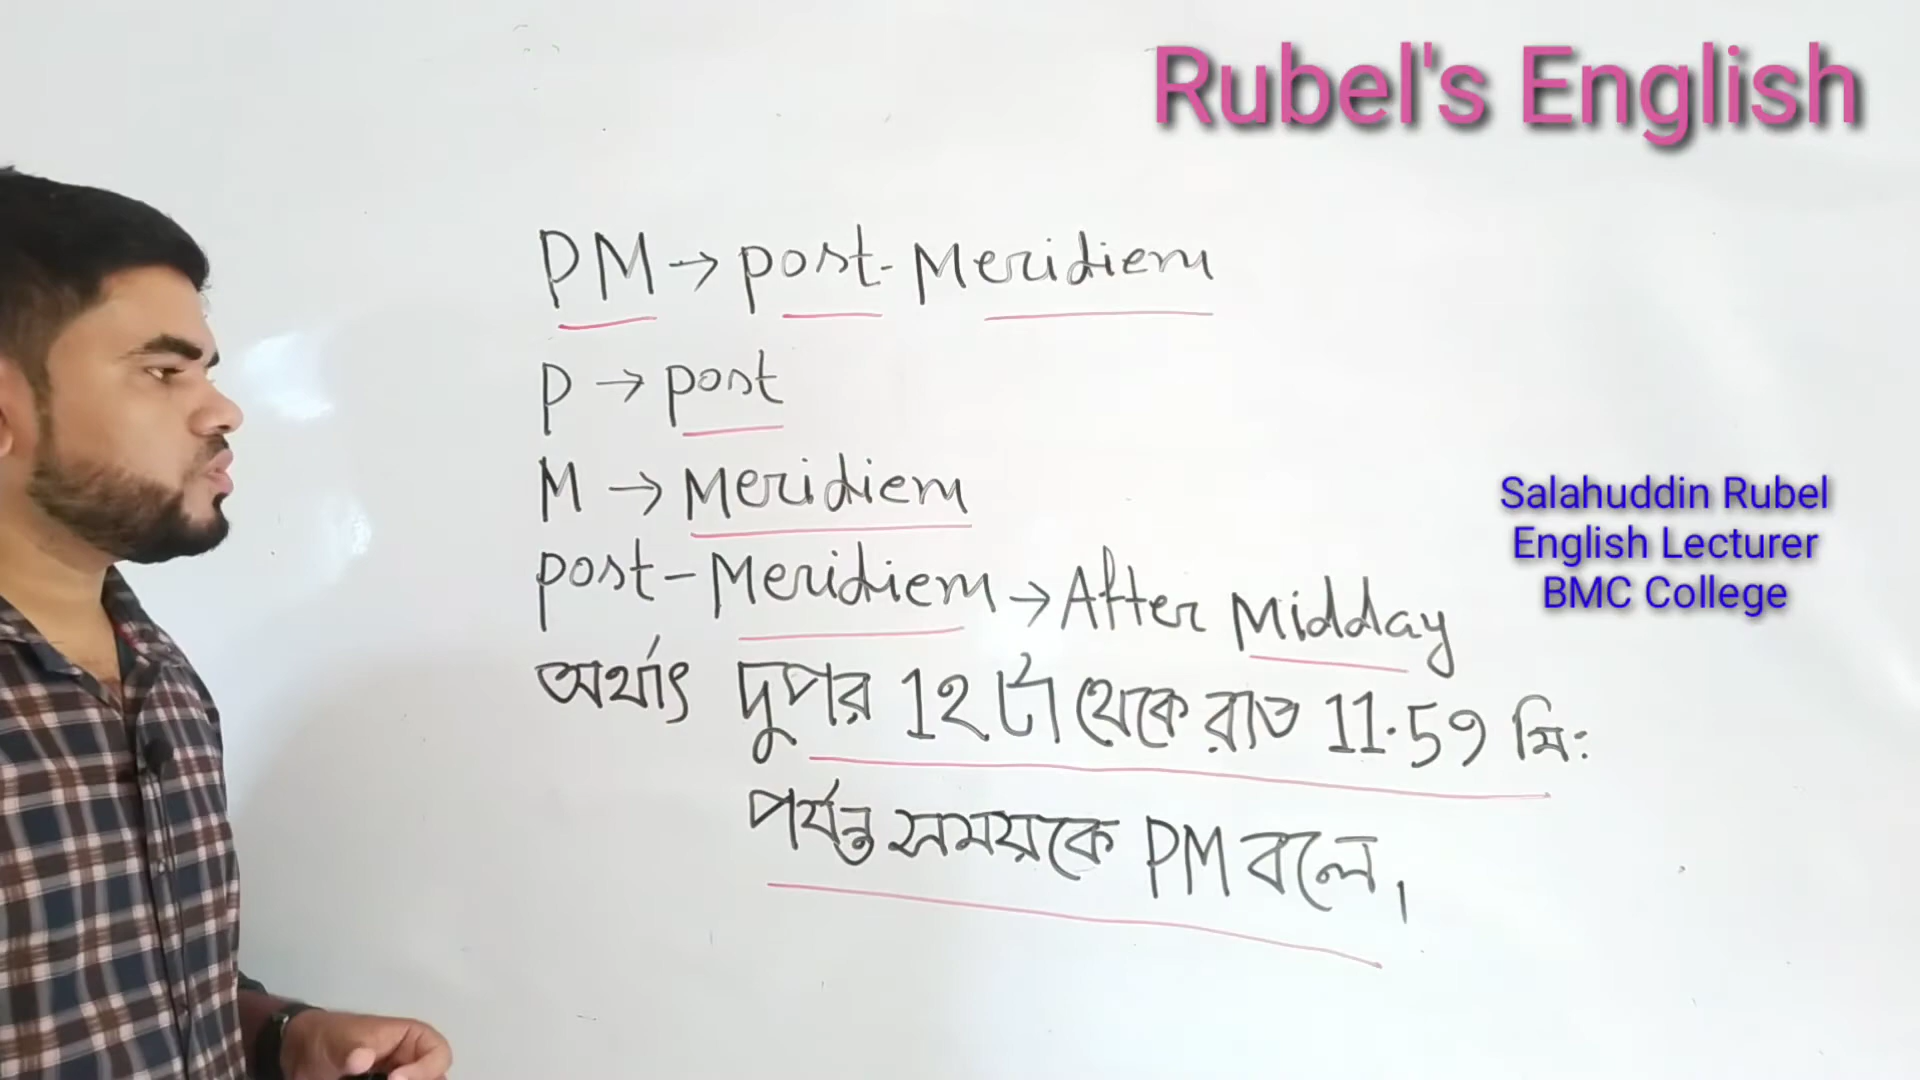 Rubel's English
PM → post-Meridiem
P → post
M → Meridiem
post-Meridiem → After Midday
অর্থাৎ দুপুর 12 টা থেকে রাত 11.59 মি:
পর্যন্ত সময়কে PM বলে।
Salahuddin Rubel
English Lecturer
BMC College